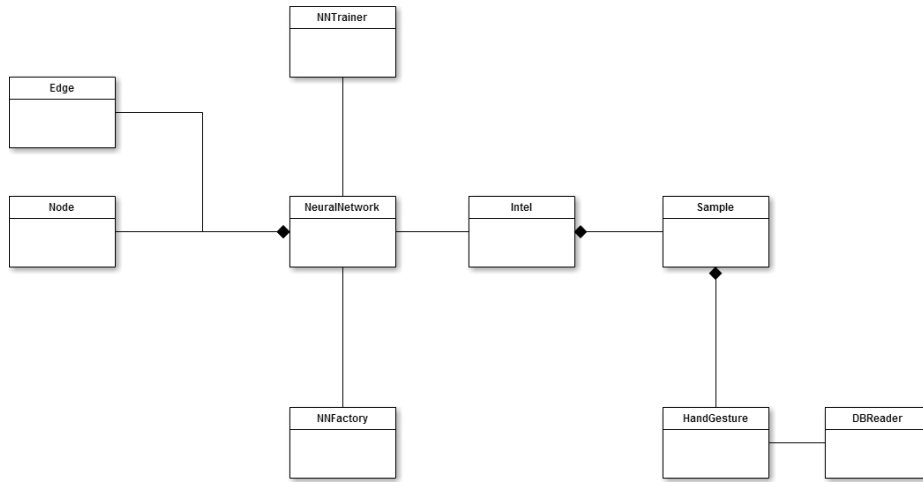 NNTrainer
Edge
Node
NeuralNetwork
Intel
Sample
NNFactory
HandGesture
DBReader